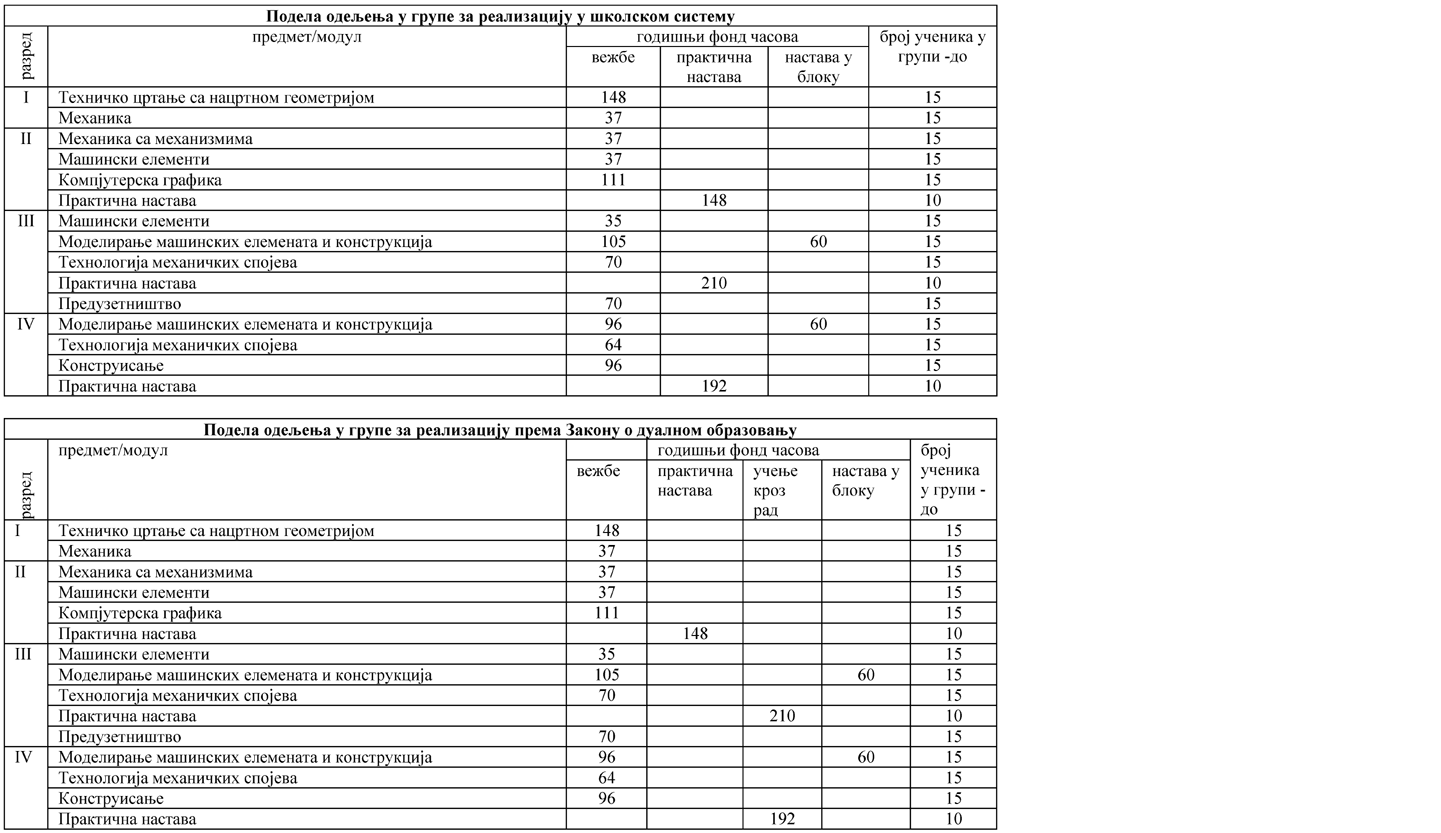 Подела одељења у групе за реализацију у школском систему
разред предмет/модул годишњи фонд часова број ученика у групи -до
вежбе практична настава настава у блоку
I Техничко цртање са нацртном геометријом 148 15
Механика 37 15
II Механика са механизмима 37 15
Машински елементи 37 15
Компјутерска графика 111 15
Практична настава 148 10
III Машински елементи 35 15
Моделирање машинских елемената и конструкција 105 60 15
Технологија механичких спојева 70 15
Практична настава 210 10
Предузетништво 70 15
IV Моделирање машинских елемената и конструкција 96 60 15
Технологија механичких спојева 64 15
Конструисање 96 15
Практична настава 192 10
Подела одељења у групе за реализацију према Закону о дуалном образовању
разред предмет/модул годишњи фонд часова број ученика у групи - до
вежбе практична настава учење кроз рад настава у блоку
I Техничко цртање са нацртном геометријом 148 15
Механика 37 15
II Механика са механизмима 37 15
Машински елементи 37 15
Компјутерска графика 111 15
Практична настава 148 10
III Машински елементи 35 15
Моделирање машинских елемената и конструкција 105 60 15
Технологија механичких спојева 70 15
Практична настава 210 10
Предузетништво 70 15
IV Моделирање машинских елемената и конструкција 96 60 15
Технологија механичких спојева 64 15
Конструисање 96 15
Практична настава 192 10